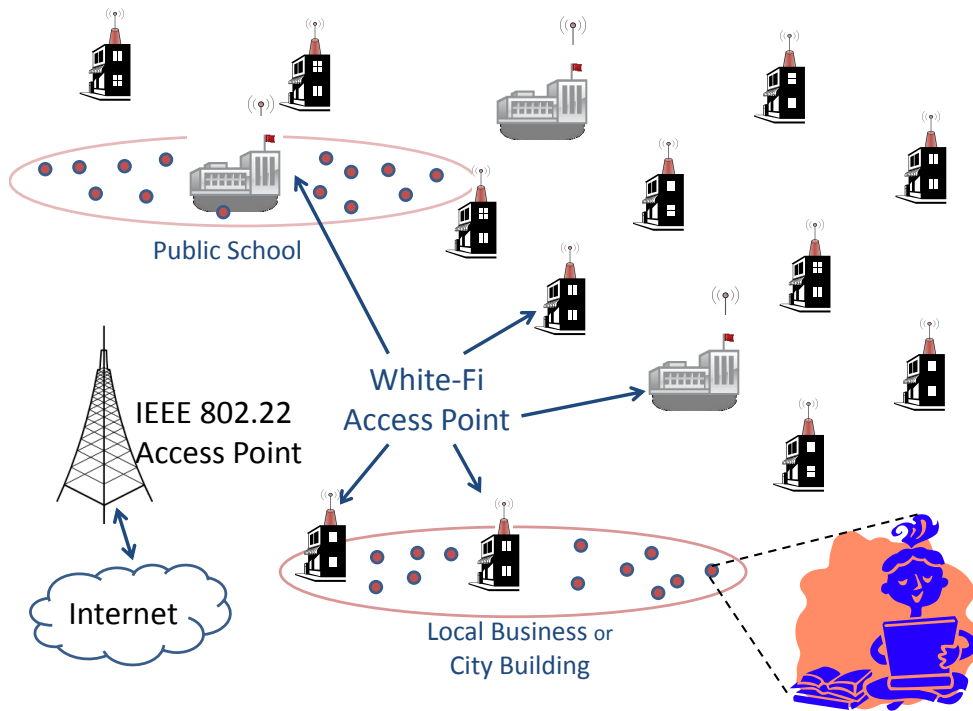 Public School
White-Fi
Access Point
IEEE 802.22
Access Point
Internet
Local Business or
City Building